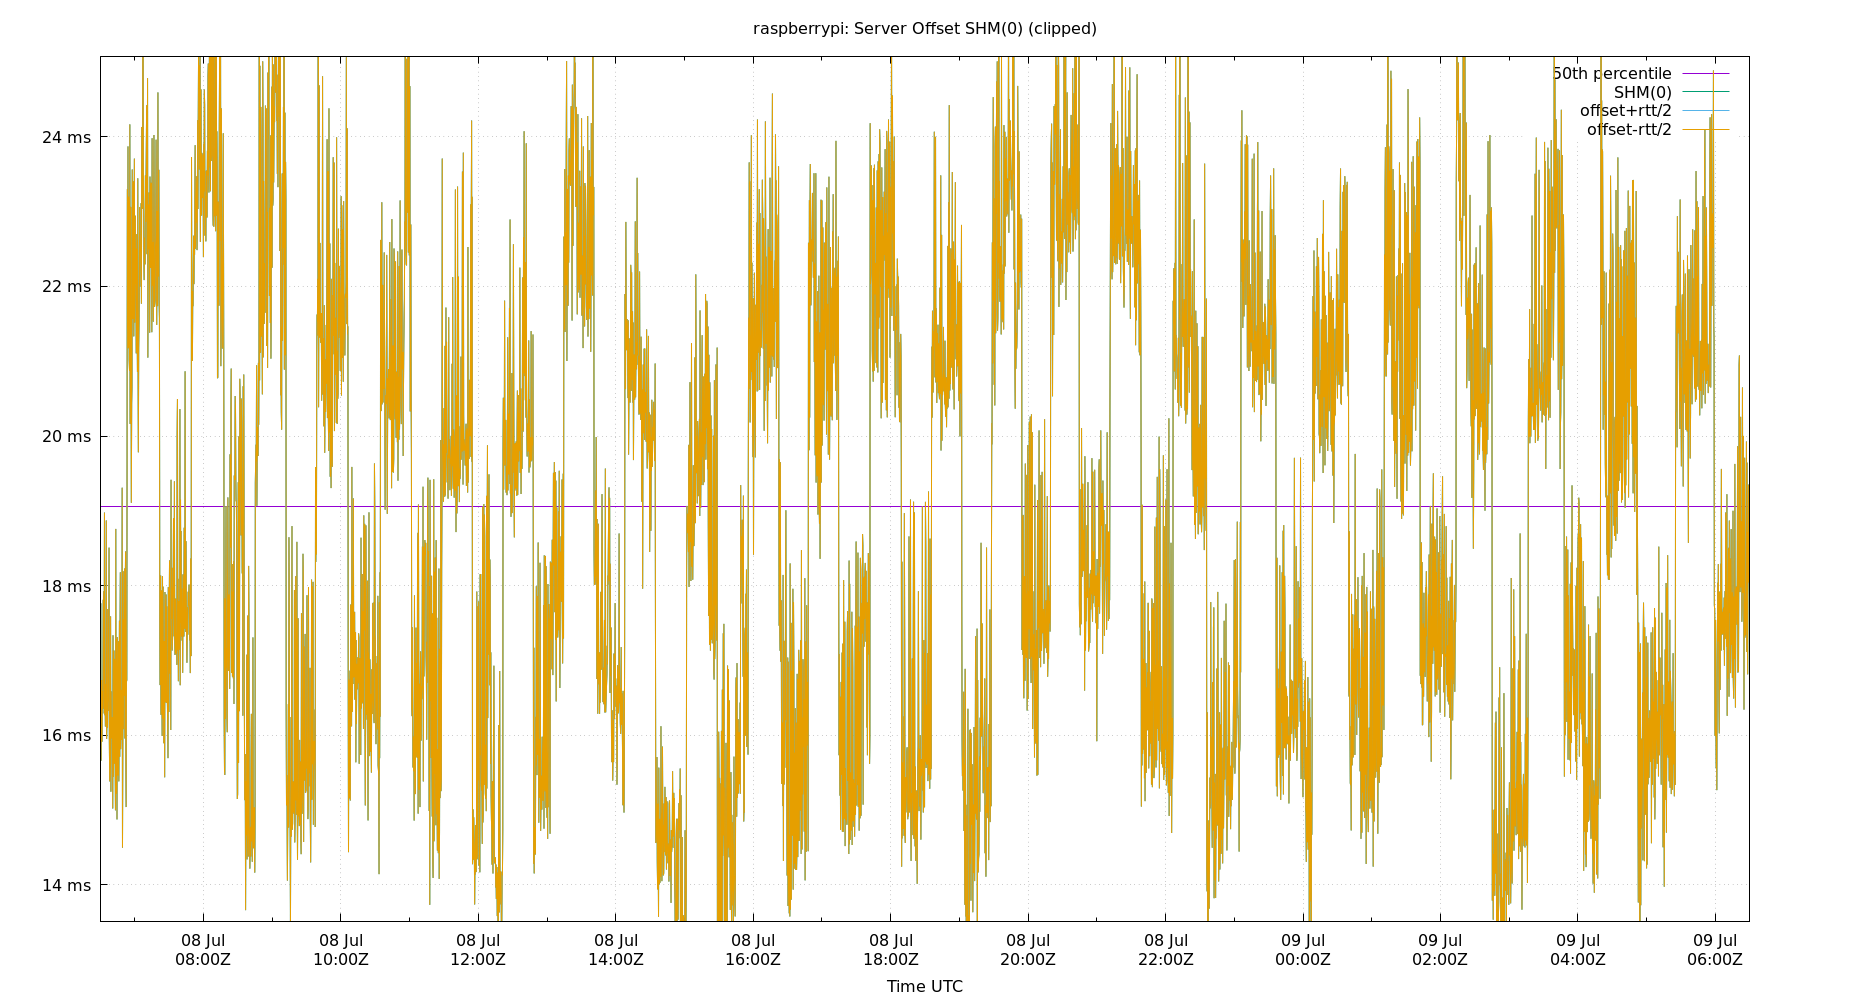 raspberrypi: Server Offset SHM(0) (clipped)
50th percentile
SHM(0)
offset+rtt/2
offset-rtt/2
24 ms
22 ms
20 ms
18 ms
16 ms
14 ms
08 Jul 08 Jul 08 Jul 08 Jul 08 Jul 08 Jul 08 Jul 08 Jul 09 Jul 09 Jul 09 Jul 09 Jul
08:00Z 10:00Z 12:00Z 14:00Z 16:00Z 18:00Z 20:00Z 22:00Z 00:00Z 02:00Z 04:00Z 06:00Z
Time UTC